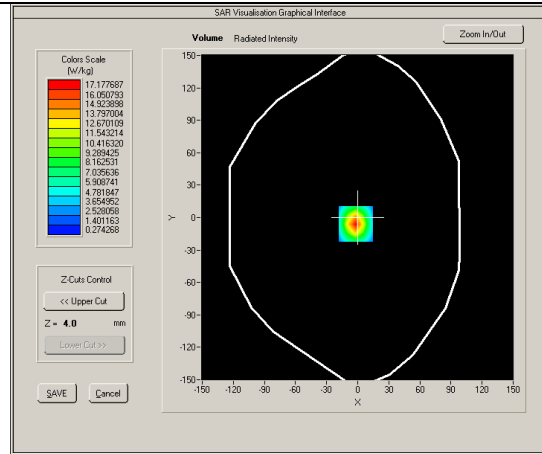 SAR Visualisation Graphical Interface
Volume Radiated Intensity
Zoom In/Out
Colors Scale
(W/kg)
17.177687
16.050793
14.923898
13.797004
12.670109
11.543214
10.416320
9.289425
8.162531
7.035636
5.908741
4.781847
3.654952
2.528058
1.401163
0.274268
Z-Cuts Control
<< Upper Cut
Z = 4.0 mm
Lower Cut >>
SAVE Cancel
150
120
90
60
30
0
-30
-60
-90
-120
-150
Y
-150 -120 -90 -60 -30 0 30 60 90 120 150
X